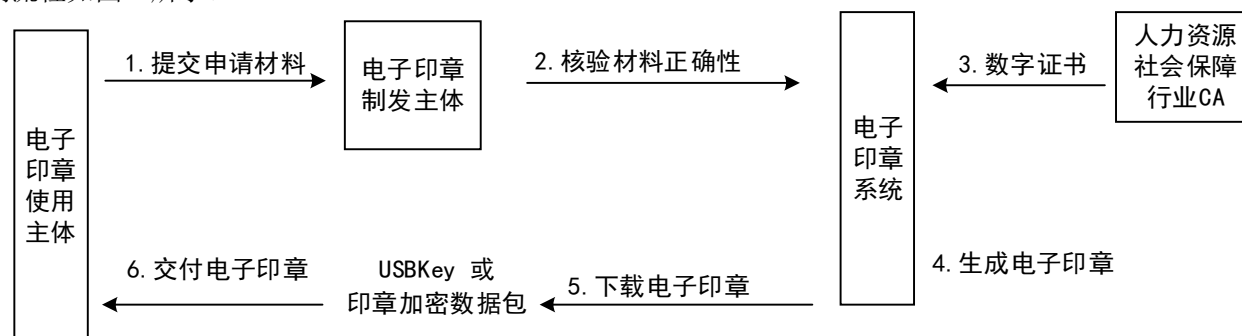 1.提交申请材料
电子印章
制发主体
2.核验材料正确性
3.数字证书
人力资源
社会保障
行业CA
电子
印章
使用
主体
电子
印章
系统
4.生成电子印章
5.下载电子印章
USBKey 或
印章加密数据包
6.交付电子印章